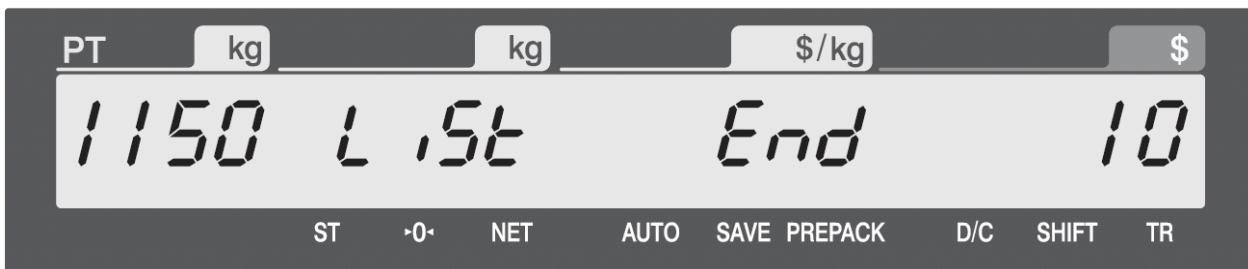 PT kg kg $/kg $
1150 LiSt End 10
ST ▸0◂ NET AUTO SAVE PREPACK D/C SHIFT TR